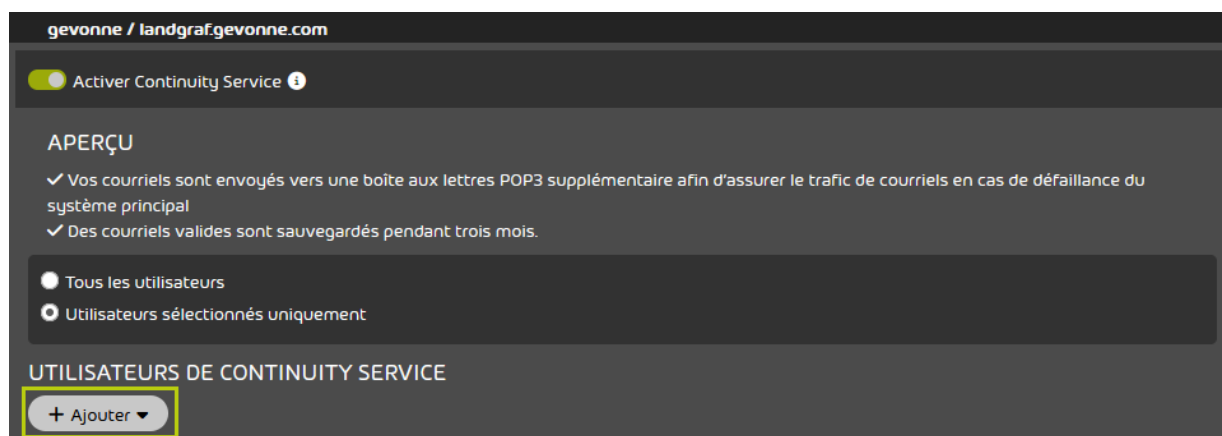 gevonne / landgraf.gevonne.com
Activer Continuity Service
APERÇU
Vos courriels sont envoyés vers une boîte aux lettres POP3 supplémentaire afin d'assurer le trafic de courriels en cas de défaillance du
système principal
Des courriels valides sont sauvegardés pendant trois mois.
Tous les utilisateurs
Utilisateurs sélectionnés uniquement
UTILISATEURS DE CONTINUITY SERVICE
+ Ajouter